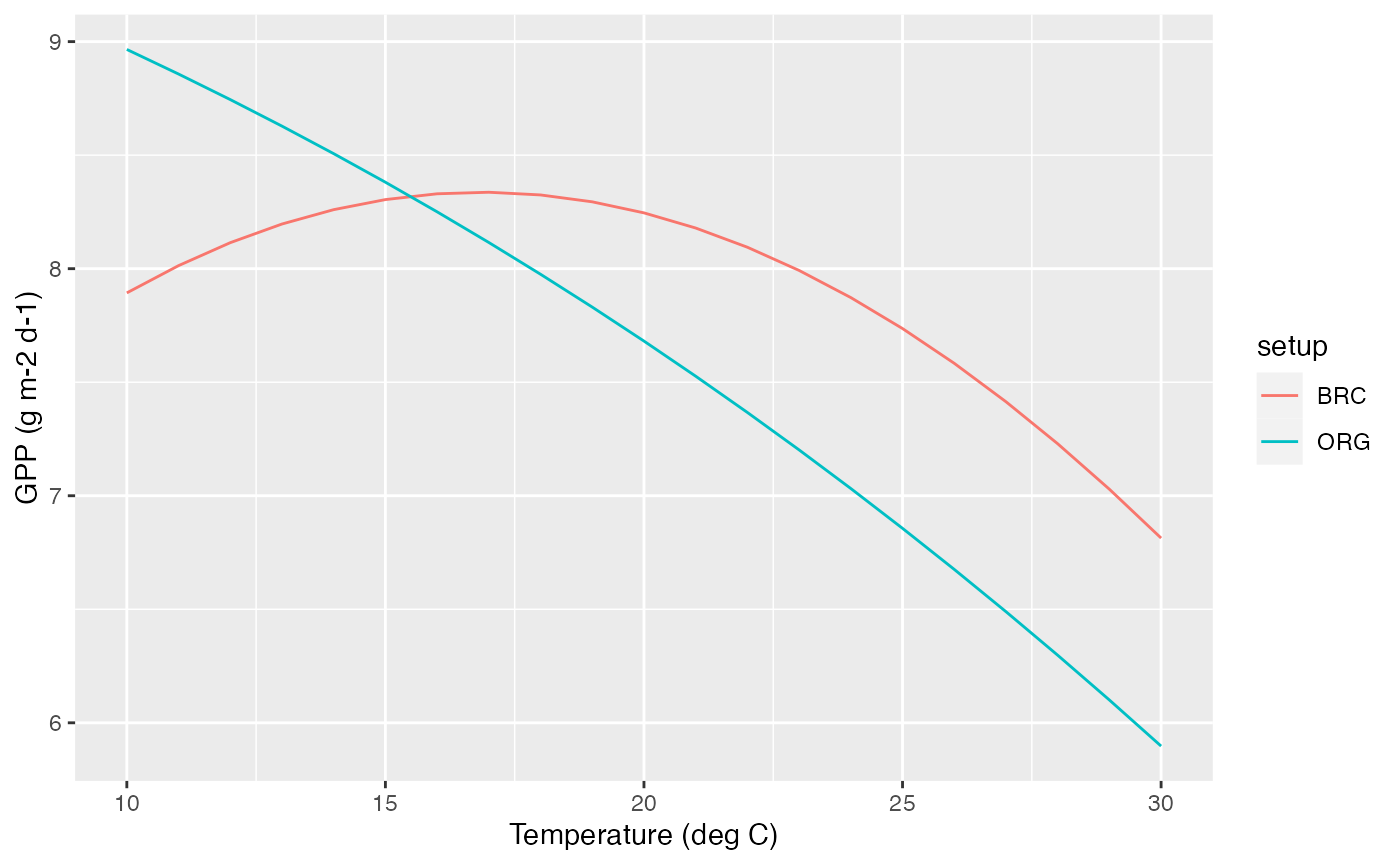 9
8
7
6
GPP (g m-2 d-1)
10 15 20 25 30
Temperature (deg C)
setup
BRC
ORG